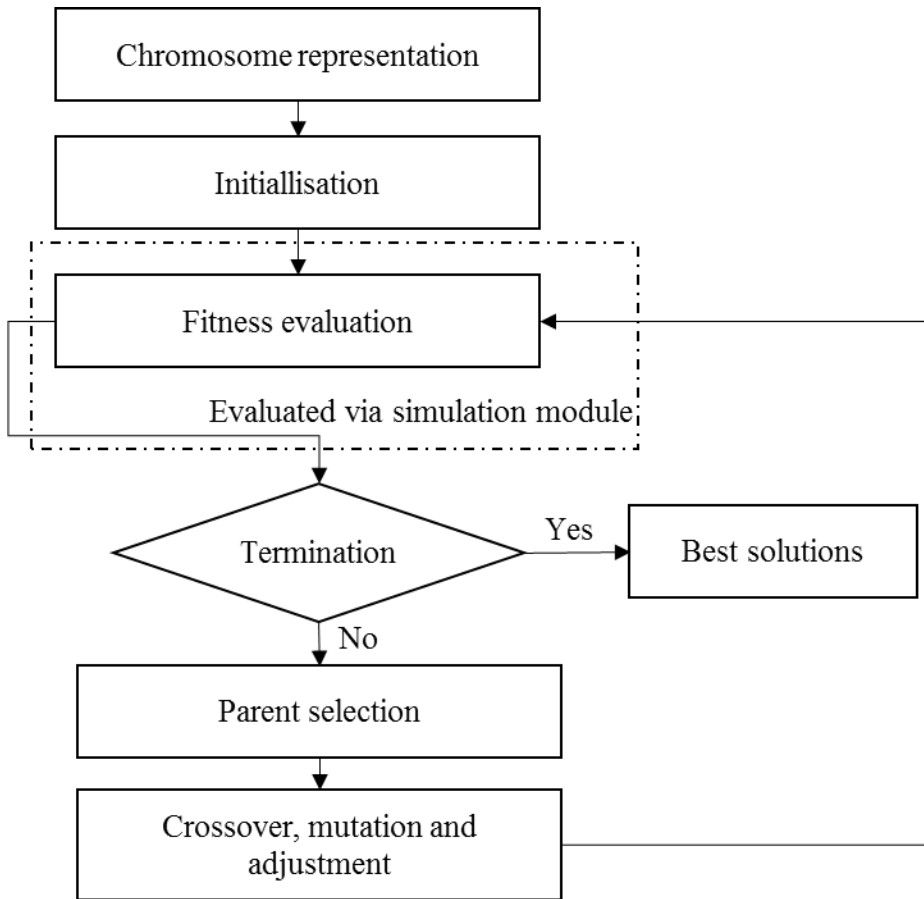 Chromosome representation
Initiallisation
Fitness evaluation
Evaluated via simulation module
Termination
Yes
Best solutions
No
Parent selection
Crossover, mutation and
adjustment